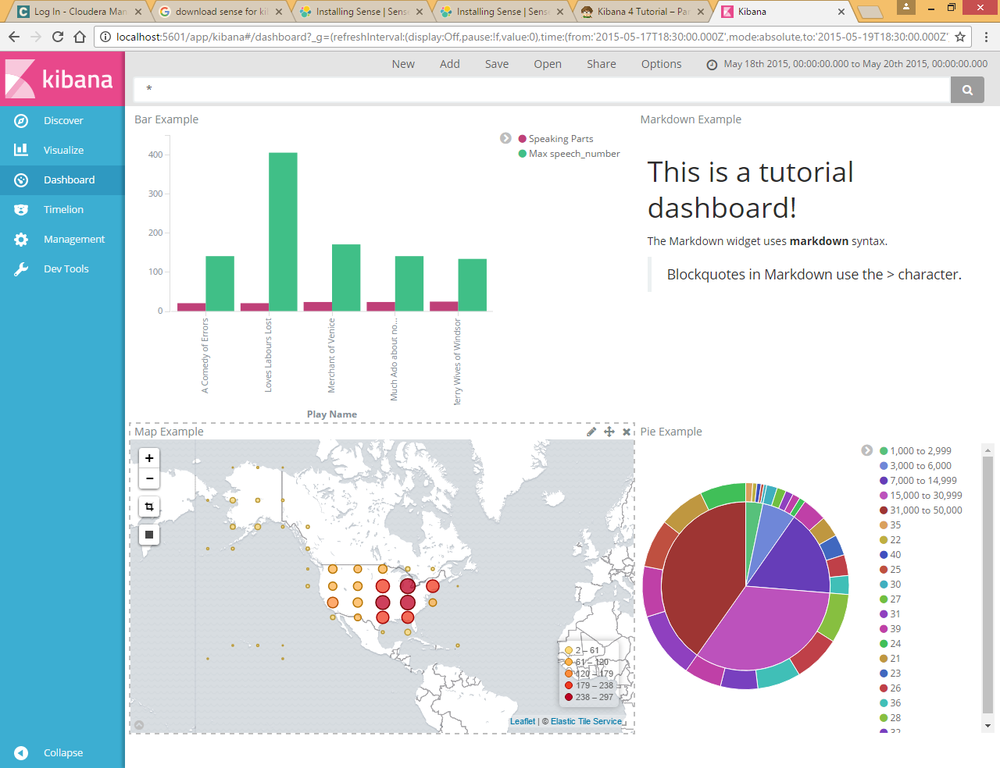 Log In - Cloudera Man
download sense for ki
Installing Sense | Sens
Installing Sense | Sens
Kibana 4 Tutorial – Pa
Kibana
localhost:5601/app/kibana#/dashboard?_g=(refreshInterval:(display:Off,pause:!f,value:0),time:(from:'2015-05-17T18:30:00.000Z',mode:absolute,to:'2015-05-19T18:30:00.000Z'
kibana
New Add Save Open Share Options May 18th 2015, 00:00:00.000 to May 20th 2015, 00:00:00.000
*
Discover
Visualize
Dashboard
Timelion
Management
Dev Tools
Collapse
Bar Example
400
300
200
100
0
A Comedy of Errors
Loves Labours Lost
Merchant of Venice
Much Ado about no...
Merry Wives of Windsor
Play Name
Speaking Parts
Max speech_number
Markdown Example
This is a tutorial
dashboard!
The Markdown widget uses markdown syntax.
Blockquotes in Markdown use the > character.
Map Example
+
−
2 – 61
61 – 120
120 – 179
179 – 238
238 – 297
Leaflet | © Elastic Tile Service
Pie Example
1,000 to 2,999
3,000 to 6,000
7,000 to 14,999
15,000 to 30,999
31,000 to 50,000
35
22
40
25
30
27
31
39
24
21
23
26
36
28
32